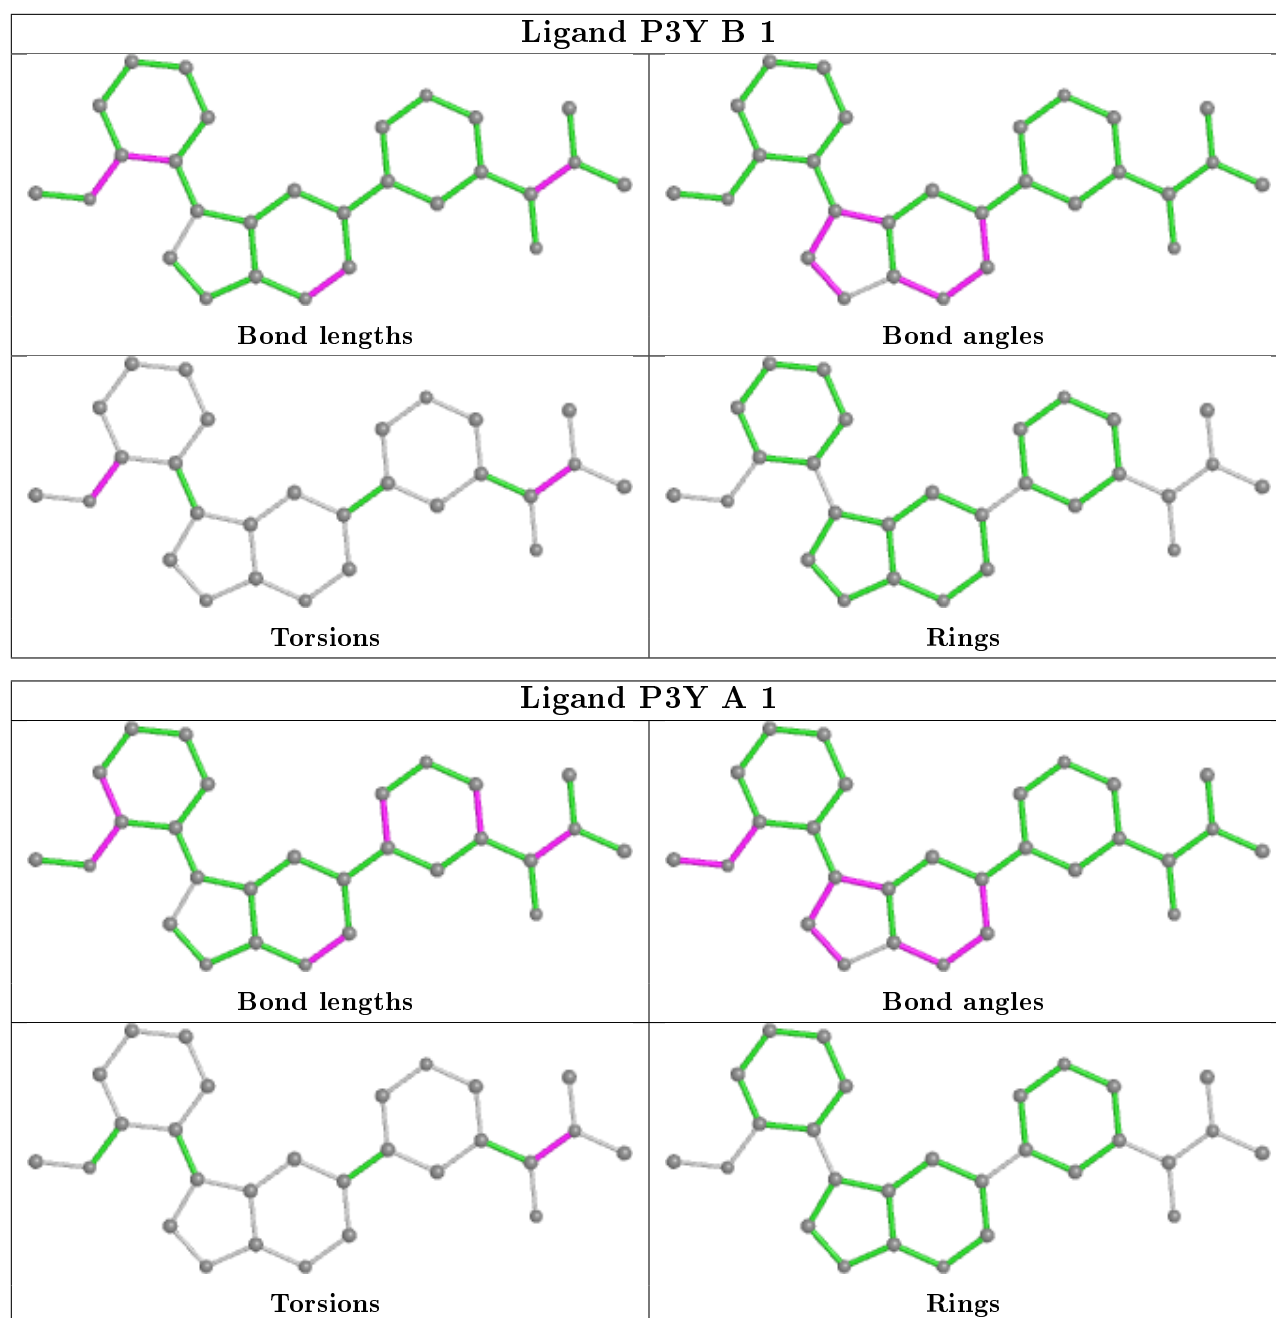 Ligand P3Y B 1
Bond lengths
Bond angles
Torsions
Rings
Ligand P3Y A 1
Bond lengths
Bond angles
Torsions
Rings